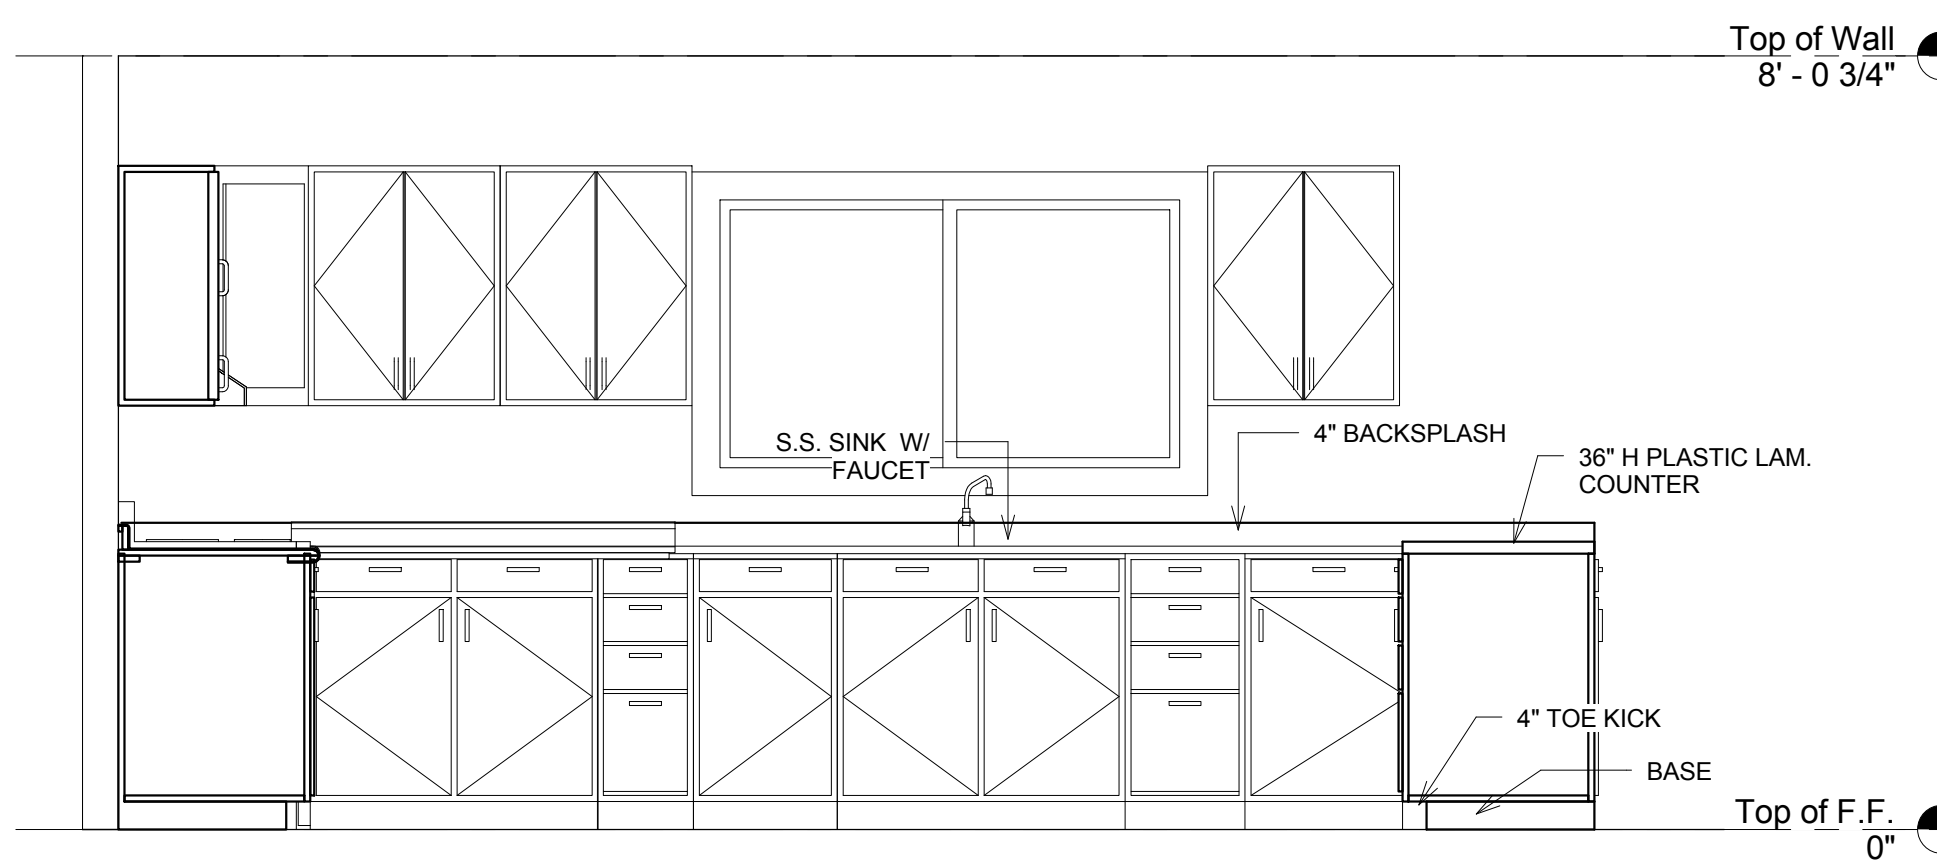 Top of Wall
8' - 0 3/4"
S.S. SINK W/
FAUCET
4" BACKSPLASH
36" H PLASTIC LAM.
COUNTER
4" TOE KICK
BASE
Top of F.F.
0"